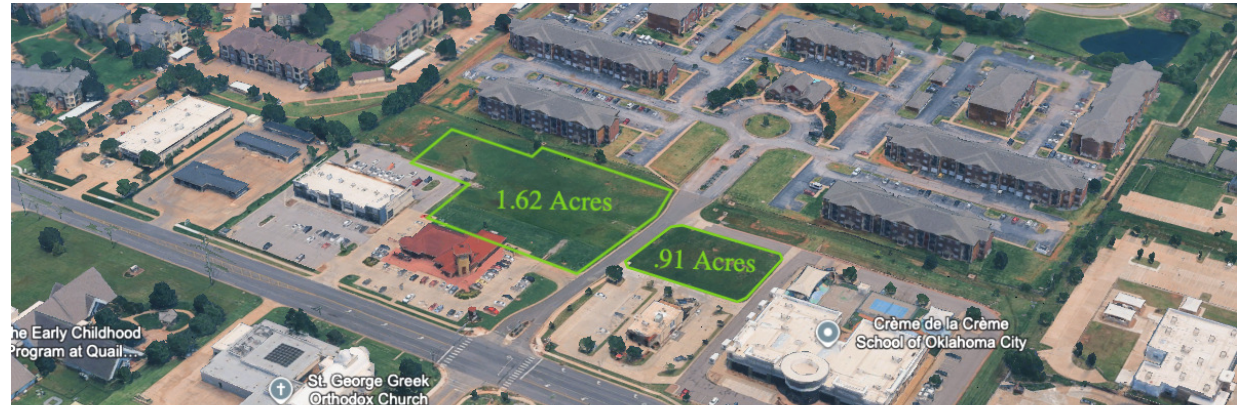 1.62 Acres
.91 Acres
he Early Childhood
Program at Quail...
Crème de la Crème
School of Oklahoma City
St. George Greek
Orthodox Church